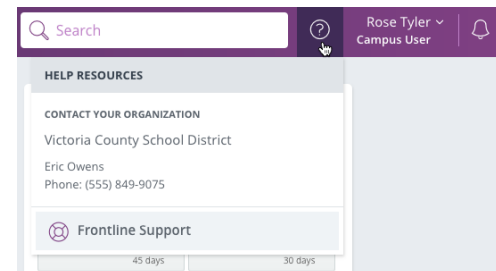 Search
?
Rose Tyler
Campus User
HELP RESOURCES
CONTACT YOUR ORGANIZATION
Victoria County School District
Eric Owens
Phone: (555) 849-9075
Frontline Support
45 days
30 days